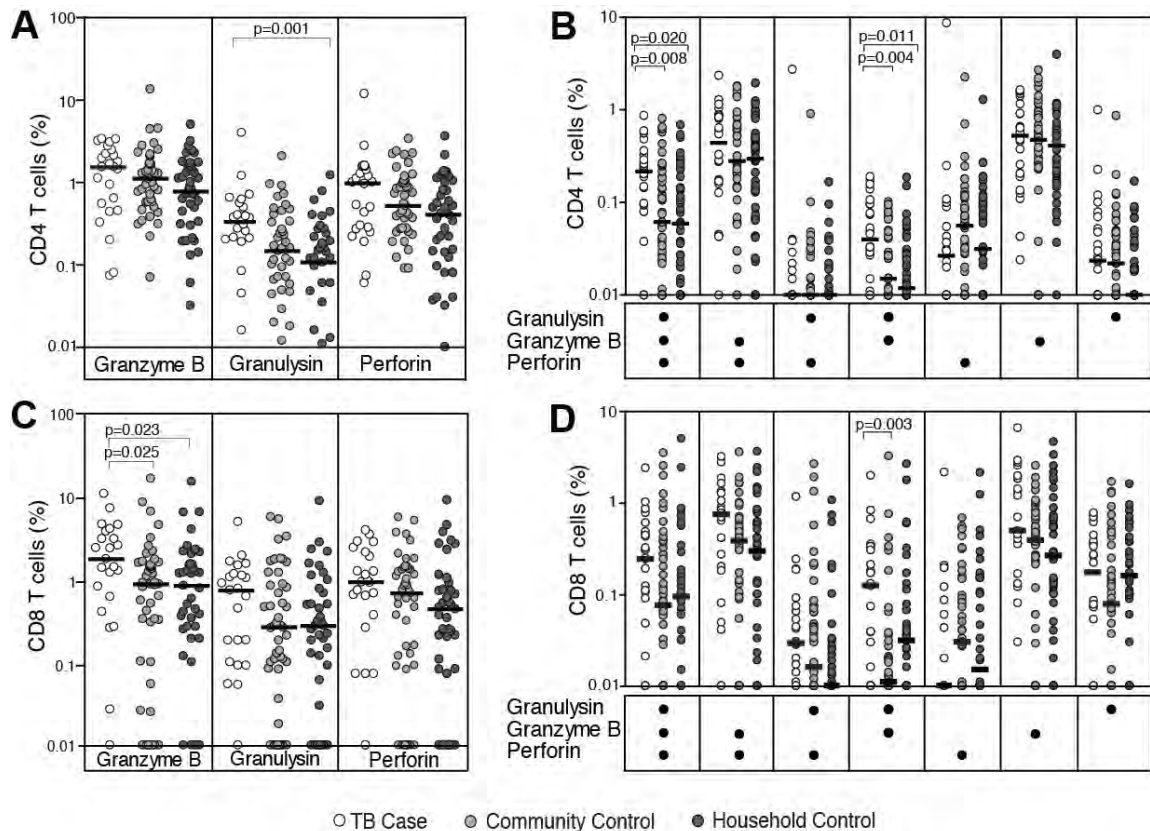 A
CD4 T cells (%)
100
10
1
0.1
0.01
p=0.001
Granzyme B
Granulysin
Perforin
B
CD4 T cells (%)
10
1
0.1
0.01
p=0.020
p=0.008
p=0.011
p=0.004
Granulysin
Granzyme B
Perforin
C
CD8 T cells (%)
100
10
1
0.1
0.01
p=0.023
p=0.025
Granzyme B
Granulysin
Perforin
D
CD8 T cells (%)
10
1
0.1
0.01
p=0.003
Granulysin
Granzyme B
Perforin
TB Case
Community Control
Household Control